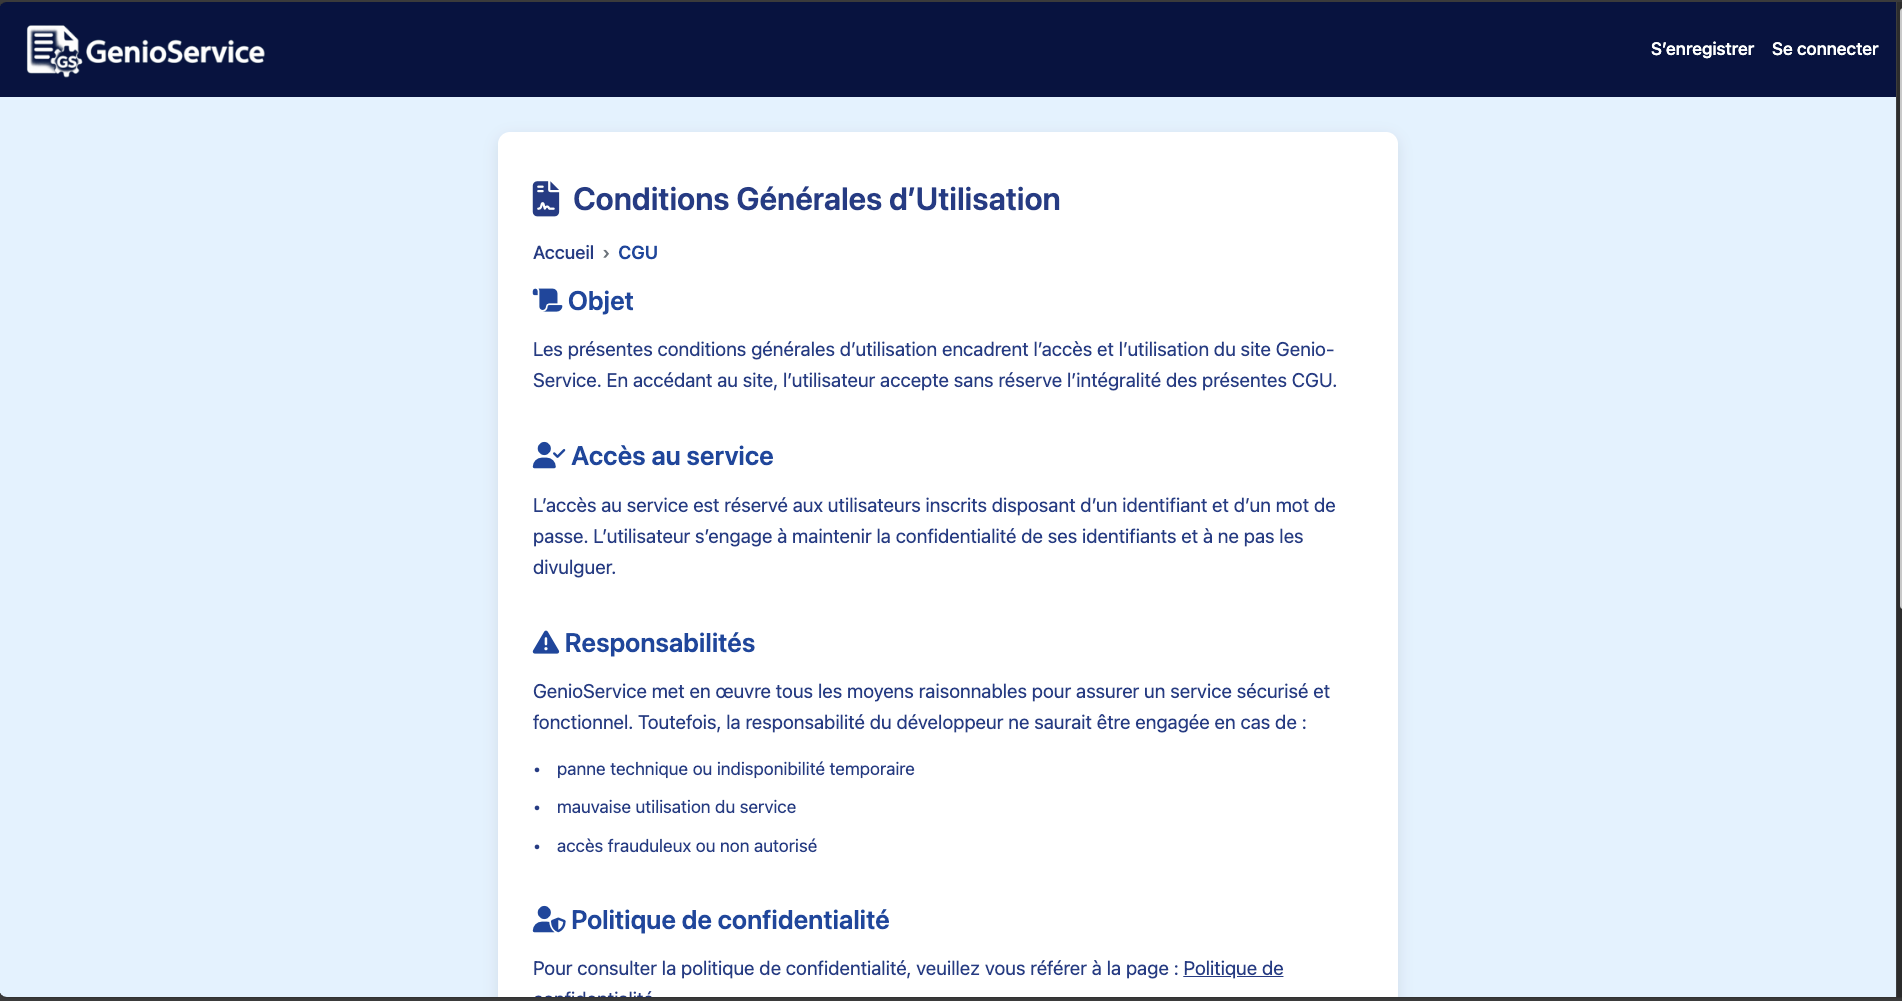 GS GenioService
S’enregistrer Se connecter
Conditions Générales d’Utilisation
Accueil › CGU
Objet
Les présentes conditions générales d’utilisation encadrent l’accès et l’utilisation du site Genio-
Service. En accédant au site, l’utilisateur accepte sans réserve l’intégralité des présentes CGU.
Accès au service
L’accès au service est réservé aux utilisateurs inscrits disposant d’un identifiant et d’un mot de
passe. L’utilisateur s’engage à maintenir la confidentialité de ses identifiants et à ne pas les
divulguer.
Responsabilités
GenioService met en œuvre tous les moyens raisonnables pour assurer un service sécurisé et
fonctionnel. Toutefois, la responsabilité du développeur ne saurait être engagée en cas de :
• panne technique ou indisponibilité temporaire
• mauvaise utilisation du service
• accès frauduleux ou non autorisé
Politique de confidentialité
Pour consulter la politique de confidentialité, veuillez vous référer à la page : Politique de
confidentialité